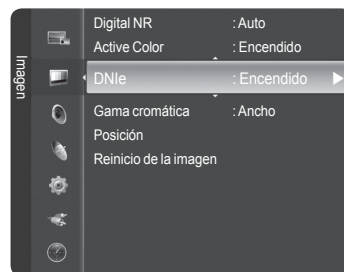 Imagen
Digital NR : Auto
Active Color : Encendido
DNIe : Encendido
Gama cromática : Ancho
Posición
Reinicio de la imagen